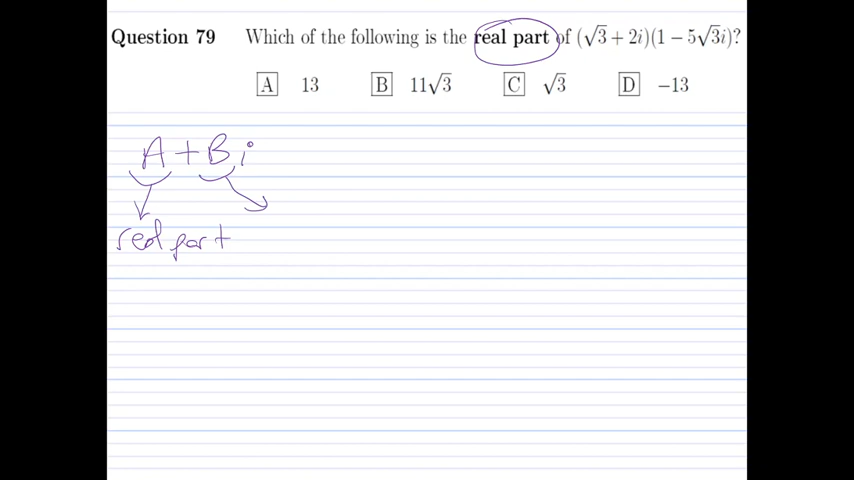 Question 79 Which of the following is the real part of (√3 + 2i)(1 − 5√3i)?
A 13 B 11√3 C √3 D −13
A + B i
real part